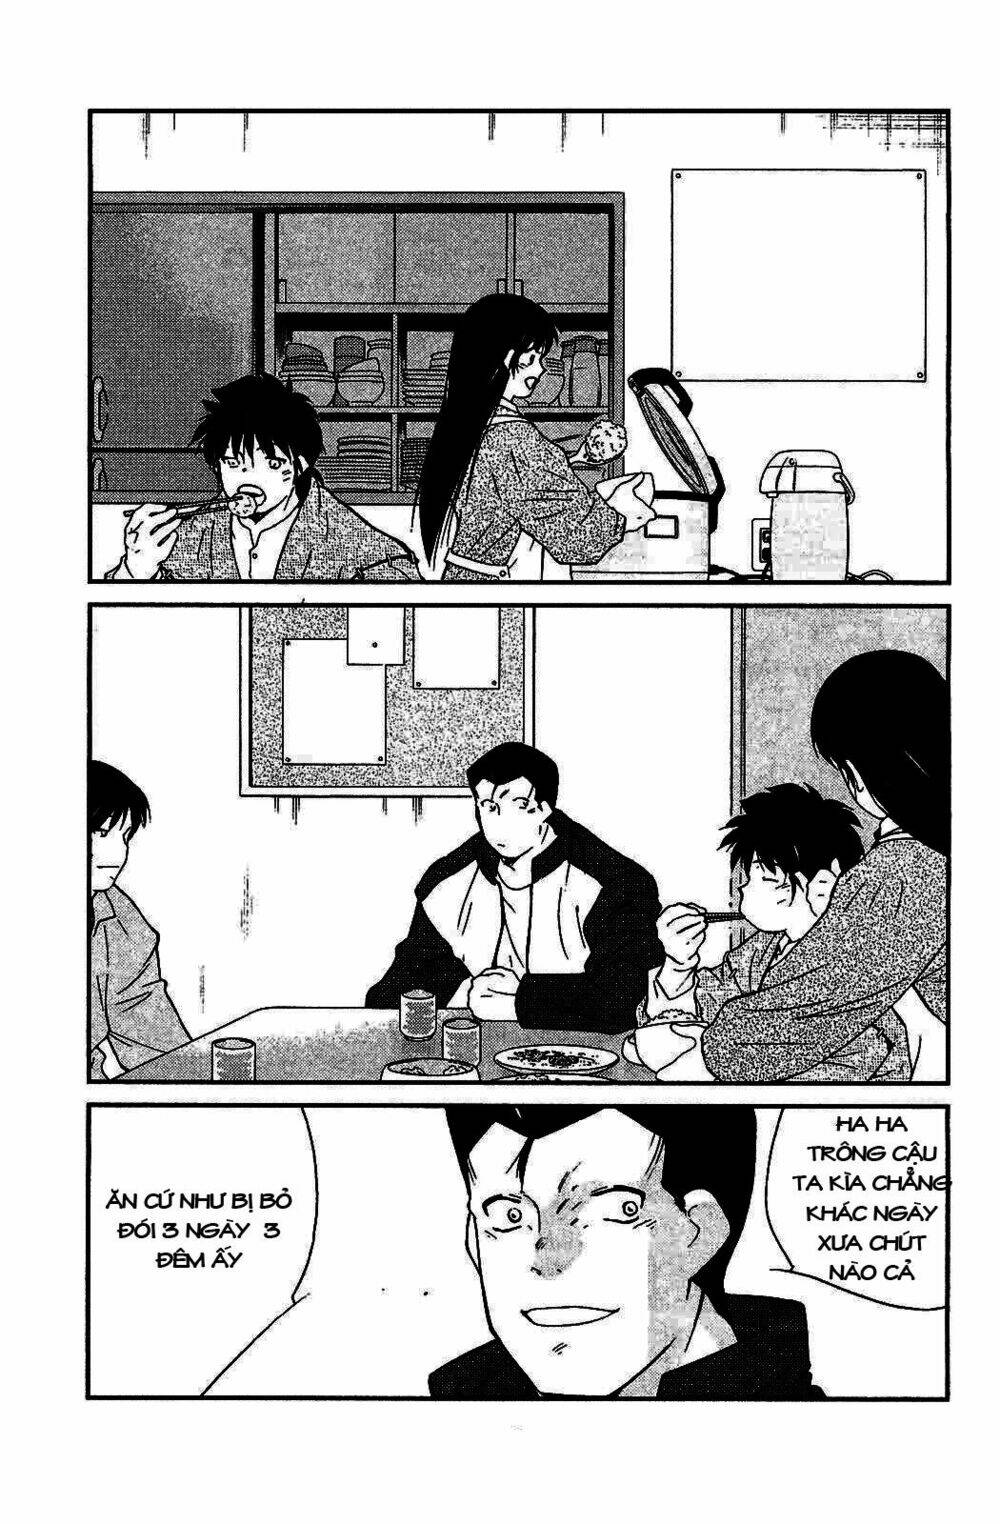 HA HA
TRÔNG CẬU
TA KÌA CHẲNG
KHÁC NGÀY
XƯA CHÚT
NÀO CẢ
ĂN CỨ NHƯ BỊ BỎ
ĐÓI 3 NGÀY 3
ĐÊM ẤY